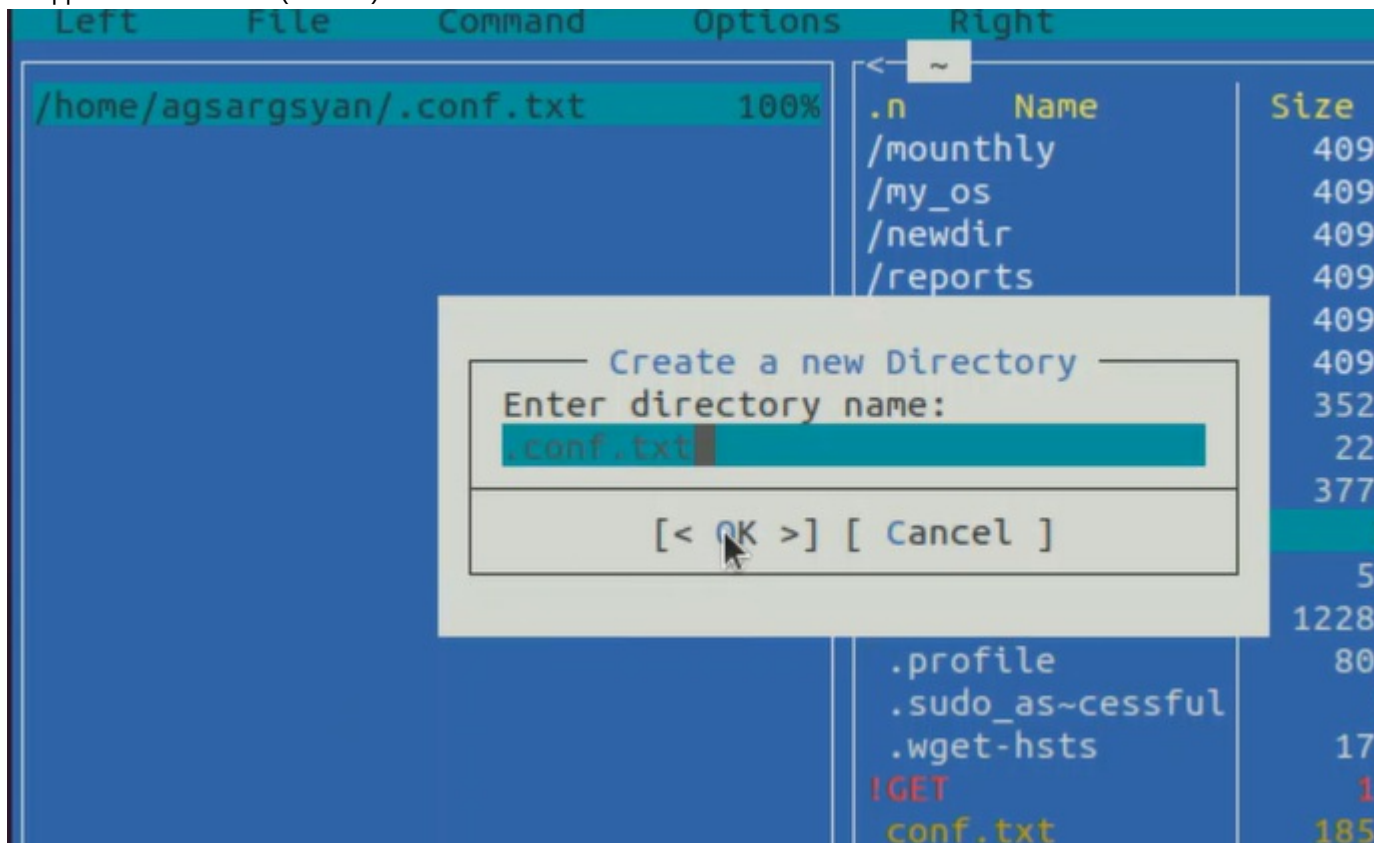 Left File Command Options Right
< ~
/home/agsargsyan/.conf.txt 100%
.n Name Size
/mounthly 409
/my_os 409
/newdir 409
/reports 409
409
409
352
22
377
Create a new Directory
Enter directory name:
.conf.txt
[< OK >] [ Cancel ]
5
1228
.profile 80
.sudo_as~cessful
.wget-hsts 17
!GET 1
conf.txt 185